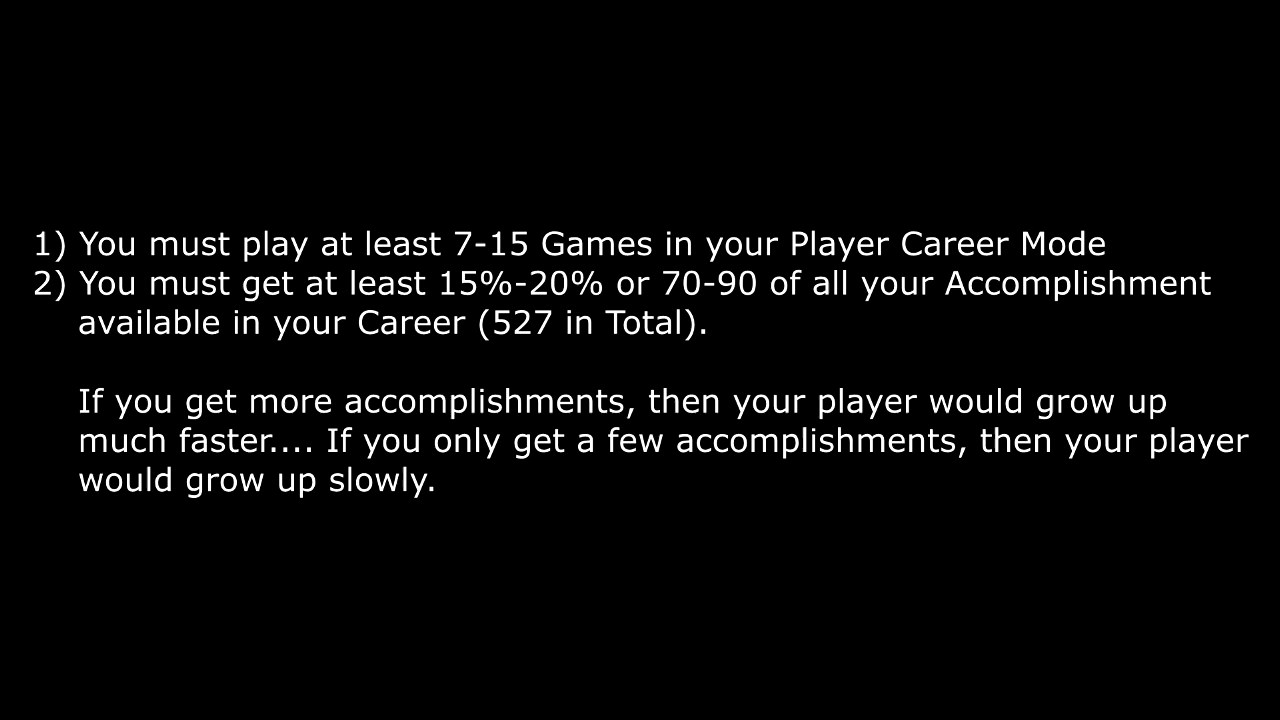 1) You must play at least 7-15 Games in your Player Career Mode
2) You must get at least 15%-20% or 70-90 of all your Accomplishment
available in your Career (527 in Total).
If you get more accomplishments, then your player would grow up
much faster.... If you only get a few accomplishments, then your player
would grow up slowly.